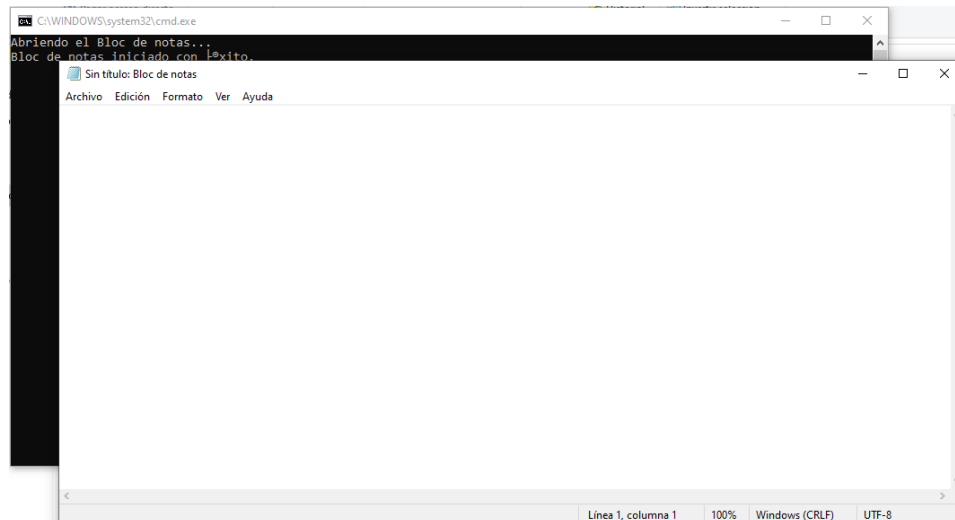 C:\WINDOWS\system32\cmd.exe
Abriendo el Bloc de notas...
Bloc de notas iniciado con
Sin título: Bloc de notas
Archivo Edición Formato Ver Ayuda
Línea 1, columna 1 100% Windows (CRLF) UTF-8